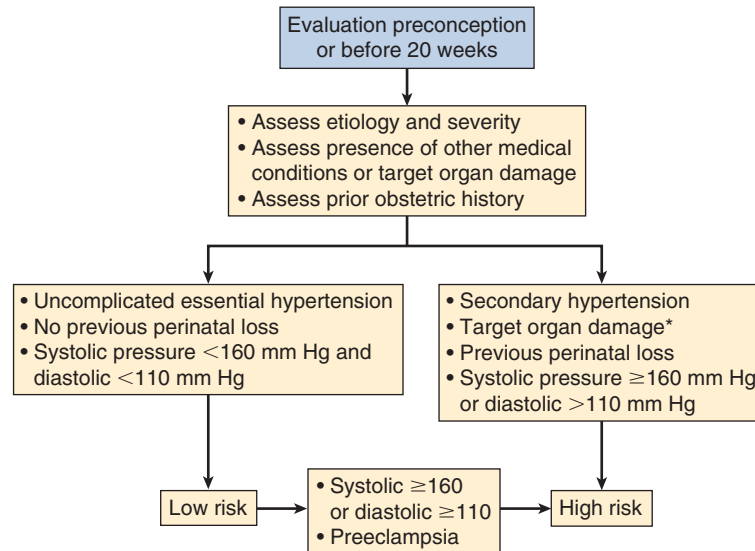 Evaluation preconception
or before 20 weeks
• Assess etiology and severity
• Assess presence of other medical
conditions or target organ damage
• Assess prior obstetric history
• Uncomplicated essential hypertension
• No previous perinatal loss
• Systolic pressure <160 mm Hg and
diastolic <110 mm Hg
• Secondary hypertension
• Target organ damage*
• Previous perinatal loss
• Systolic pressure ≥160 mm Hg
or diastolic >110 mm Hg
Low risk
• Systolic ≥160
or diastolic ≥110
• Preeclampsia
High risk